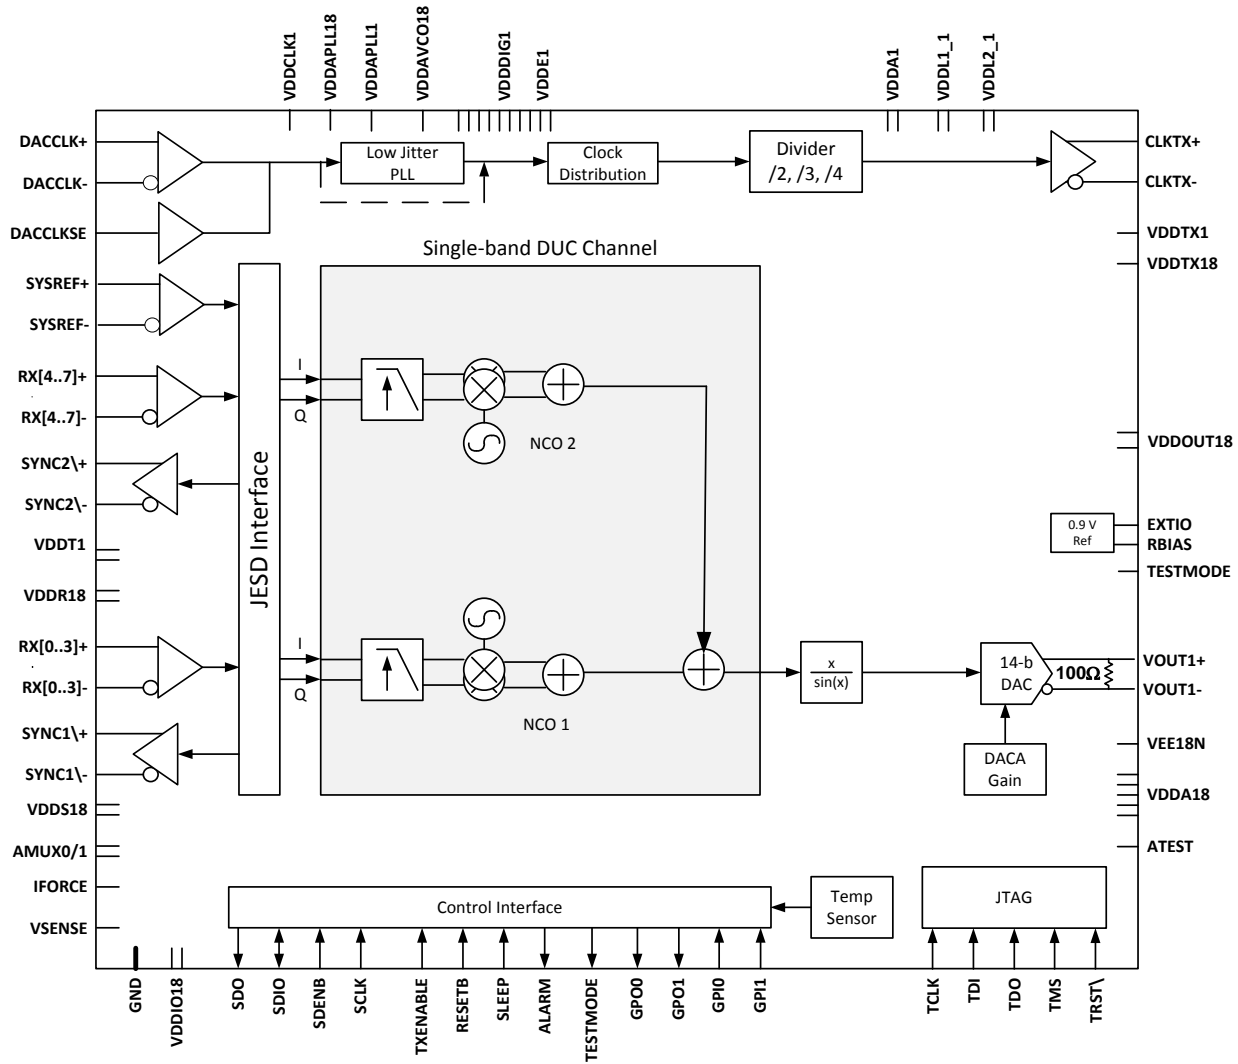 VDDCLK1
VDDAPLL18
VDDAPLL1
VDDAVCO18
VDDDIG1
VDDE1
VDDA1
VDDL1_1
VDDL2_1
DACCLK+
DACCLK-
DACCLKSE
SYSREF+
SYSREF-
RX[4..7]+
RX[4..7]-
SYNC2\+
SYNC2\-
VDDT1
VDDR18
RX[0..3]+
RX[0..3]-
SYNC1\+
SYNC1\-
VDDS18
AMUX0/1
IFORCE
VSENSE
Low Jitter
PLL
Clock
Distribution
Divider
/2, /3, /4
Single-band DUC Channel
JESD Interface
I
Q
NCO 2
I
Q
NCO 1
x
sin(x)
14-b
DAC
100Ω
DACA
Gain
0.9 V
Ref
CLKTX+
CLKTX-
VDDTX1
VDDTX18
VDDOUT18
EXTIO
RBIAS
TESTMODE
VOUT1+
VOUT1-
VEE18N
VDDA18
ATEST
Control Interface
Temp
Sensor
JTAG
GND
VDDIO18
SDO
SDIO
SDENB
SCLK
TXENABLE
RESETB
SLEEP
ALARM
TESTMODE
GPO0
GPO1
GPI0
GPI1
TCLK
TDI
TDO
TMS
TRST\